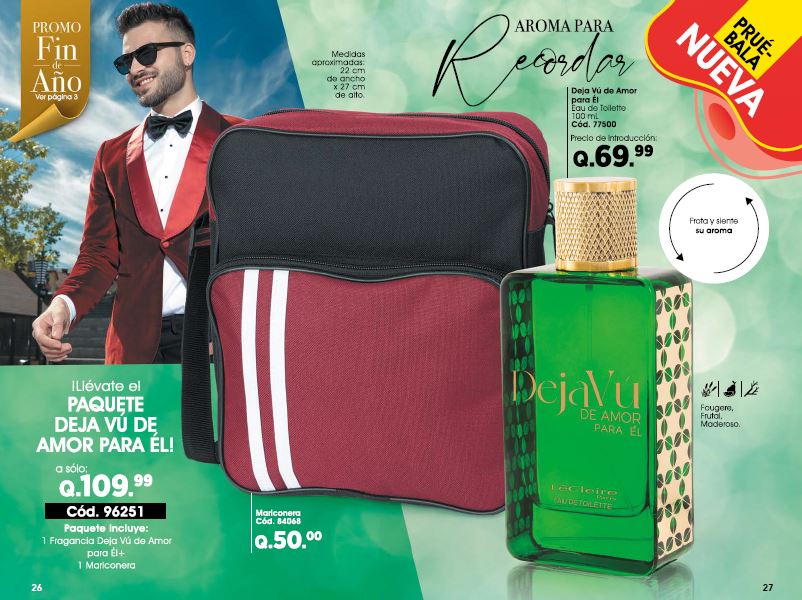 PROMO
Fin
de
Año
Ver página 3
Medidas
aproximadas:
22 cm
de ancho
x 27 cm
de alto.
AROMA PARA
Recordar
PRUÉ-
BALA
NUEVA
Deja Vú de Amor
para Él
Eau de Toilette
100 mL
Cód. 77500
Precio de Introducción:
Q.69.99
Frota y siente
su aroma
DejaVú
DE AMOR
PARA ÉL
LeCleire
Paris
EAU DE TOILETTE
Fougere,
Frutal,
Maderoso.
¡Llévate el
PAQUETE
DEJA VÚ DE
AMOR PARA ÉL!
a sólo:
Q.109.99
Cód. 96251
Paquete incluye:
1 Fragancia Deja Vú de Amor
para Él+
1 Mariconera
Mariconera
Cód. 84068
Q.50.00
26
27